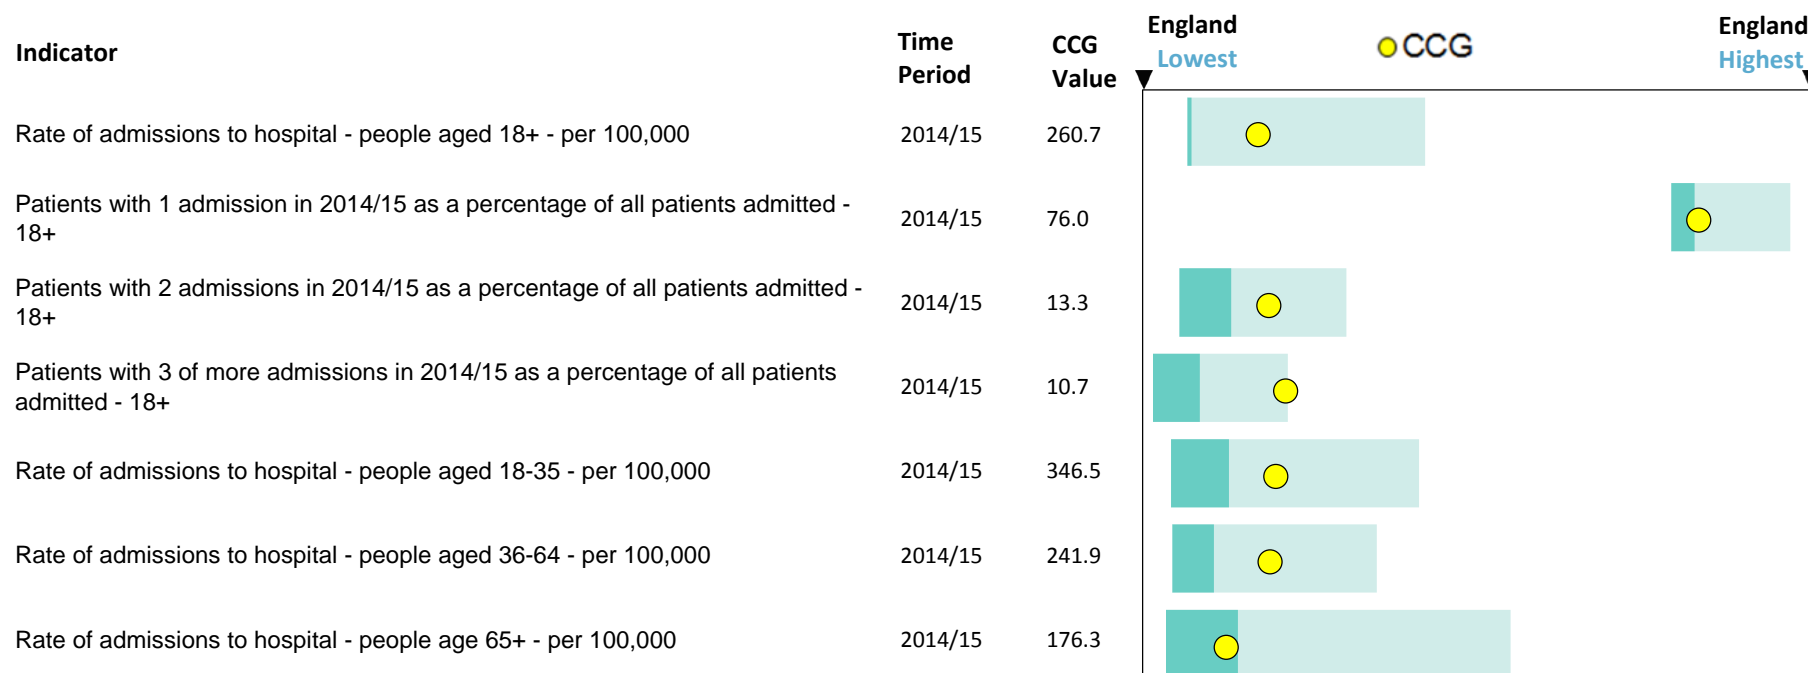 Indicator
Time
Period
CCG
Value
England
Lowest
CCG
England
Highest
Rate of admissions to hospital - people aged 18+ - per 100,000 2014/15 260.7
Patients with 1 admission in 2014/15 as a percentage of all patients admitted -
18+
2014/15 76.0
Patients with 2 admissions in 2014/15 as a percentage of all patients admitted -
18+
2014/15 13.3
Patients with 3 of more admissions in 2014/15 as a percentage of all patients
admitted - 18+
2014/15 10.7
Rate of admissions to hospital - people aged 18-35 - per 100,000 2014/15 346.5
Rate of admissions to hospital - people aged 36-64 - per 100,000 2014/15 241.9
Rate of admissions to hospital - people age 65+ - per 100,000 2014/15 176.3